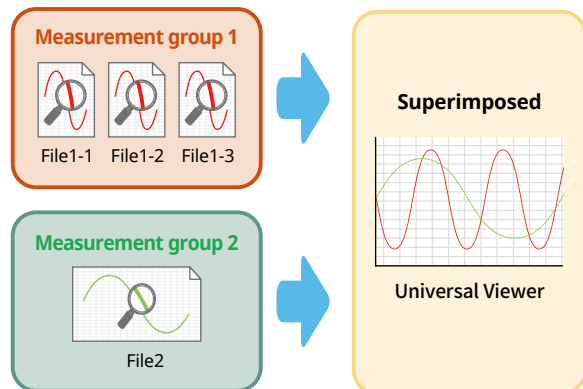 Measurement group 1
File1-1
File1-2
File1-3
Measurement group 2
File2
Superimposed
Universal Viewer